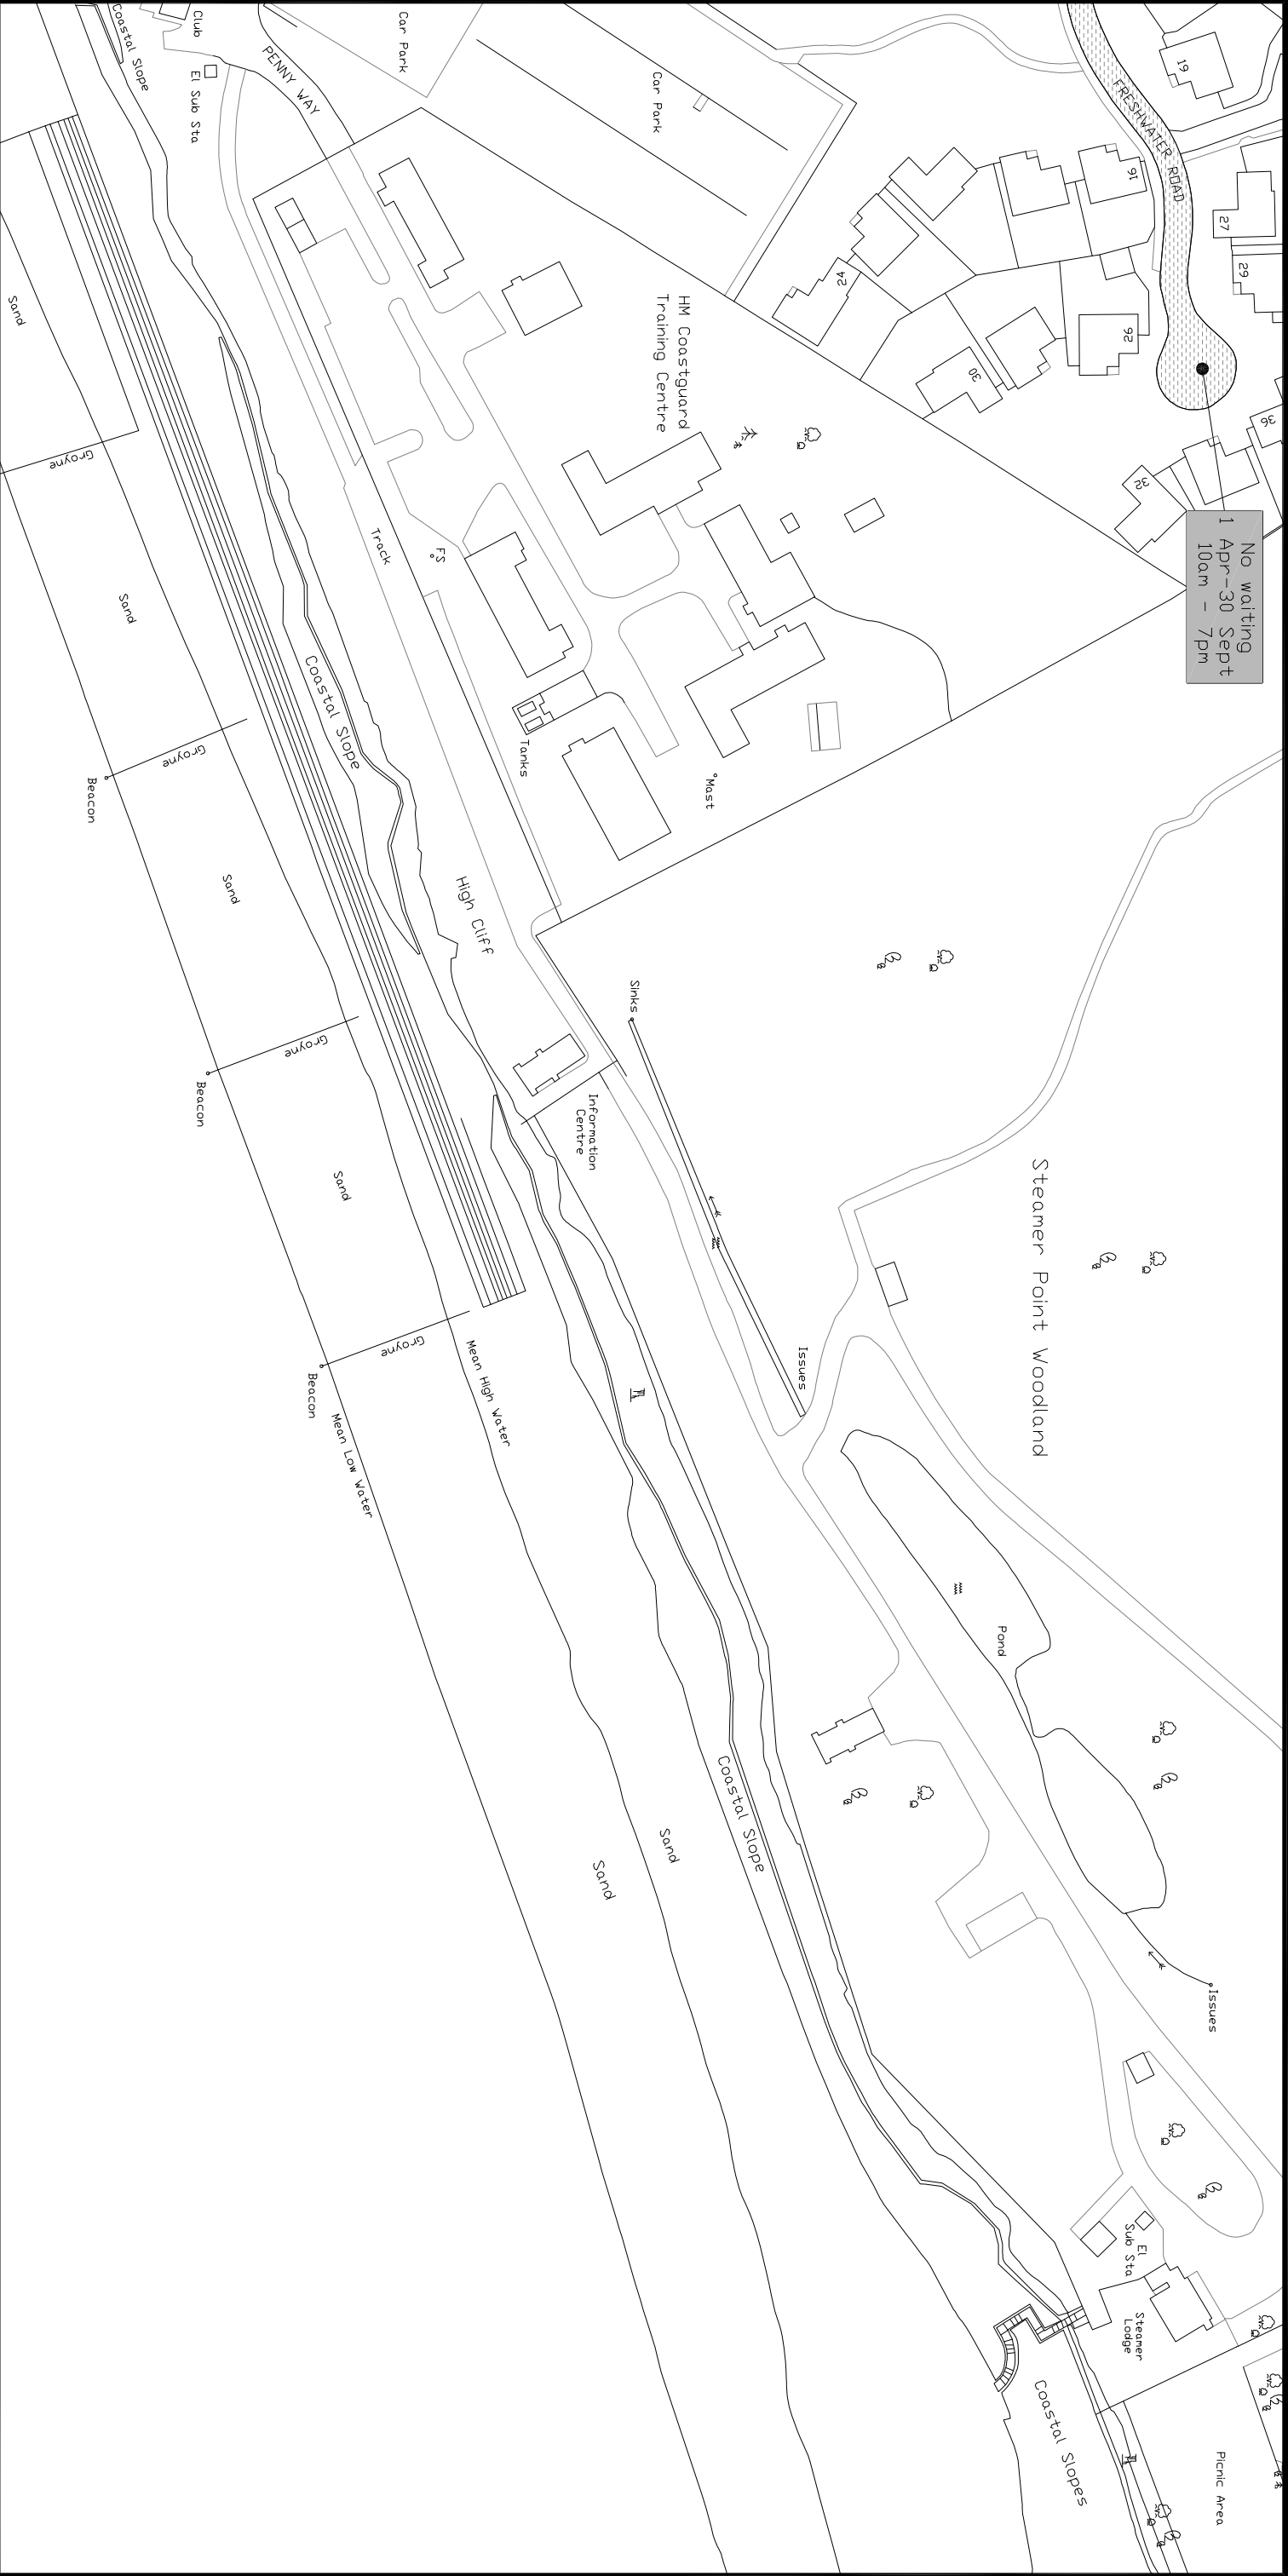 Coastal Slope
Club
El Sub Sta
PENNY WAY
Car Park
Car Park
FRESHWATER ROAD
19
16
27
29
24
26
30
36
32
No waiting
1 Apr-30 Sept
10am - 7pm
HM Coastguard
Training Centre
Sand
Groyne
Track
FS
Sand
Coastal Slope
Tanks
Mast
Groyne
Beacon
Sand
High Cliff
Sinks
Groyne
Beacon
Information
Centre
Sand
Steamer Point Woodland
Issues
Groyne
Beacon
Mean High Water
Mean Low Water
Pond
Coastal Slope
Sand
Sand
Issues
El
Sub Sta
Steamer
Lodge
Coastal Slopes
Picnic Area